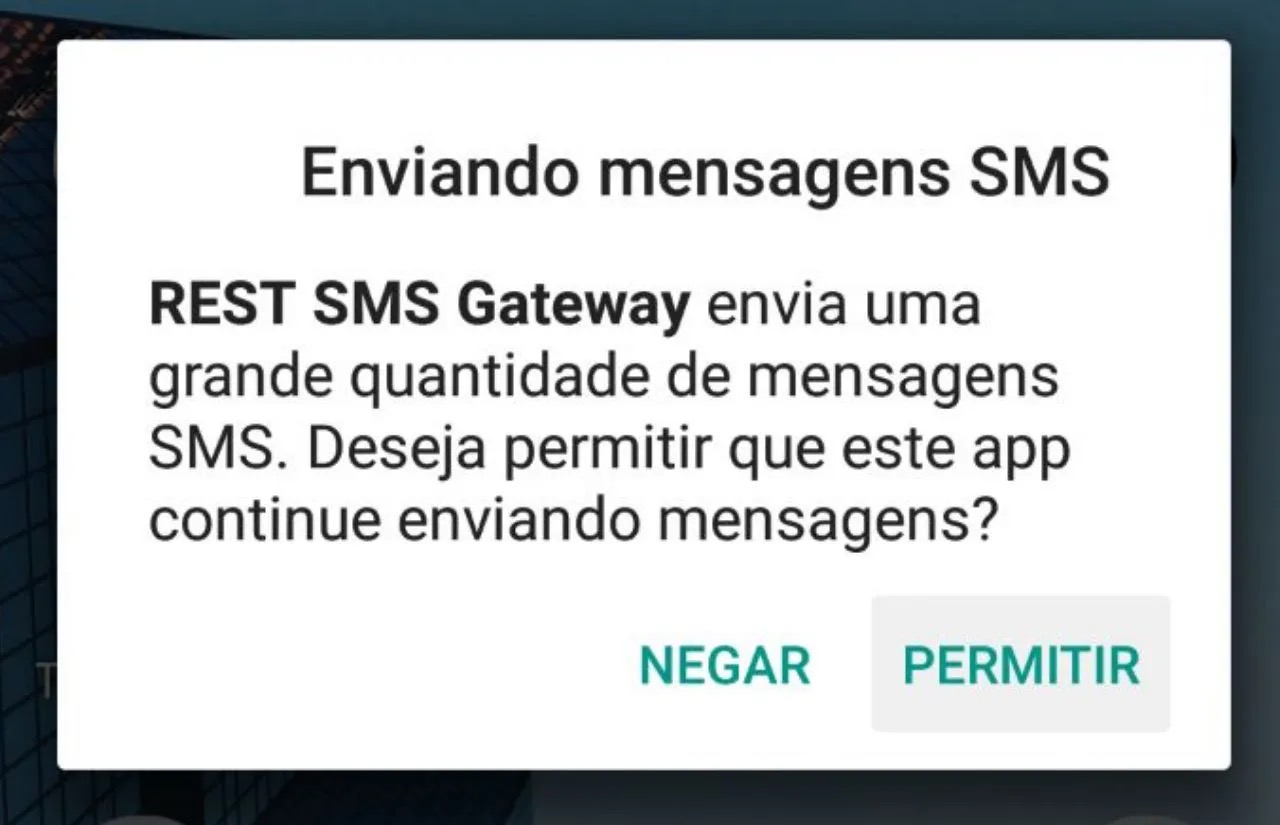 Enviando mensagens SMS
REST SMS Gateway envia uma
grande quantidade de mensagens
SMS. Deseja permitir que este app
continue enviando mensagens?
NEGAR PERMITIR